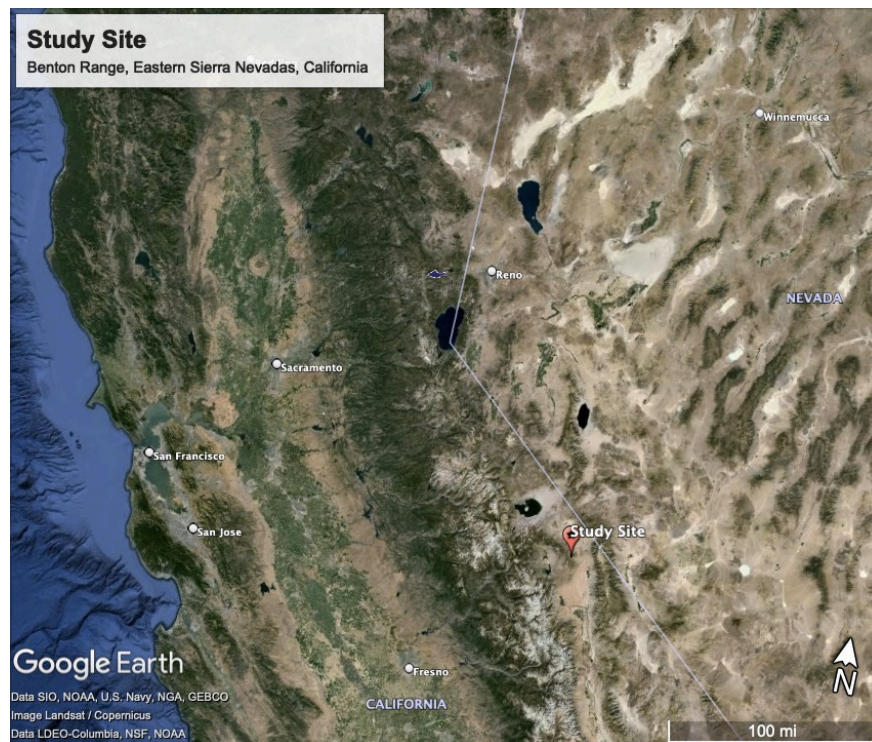 Study Site
Benton Range, Eastern Sierra Nevadas, California
Winnemucca
Reno
NEVADA
Sacramento
San Francisco
San Jose
Study Site
Fresno
CALIFORNIA
Google Earth
Data SIO, NOAA, U.S. Navy, NGA, GEBCO
Image Landsat / Copernicus
Data LDEO-Columbia, NSF, NOAA
N
100 mi